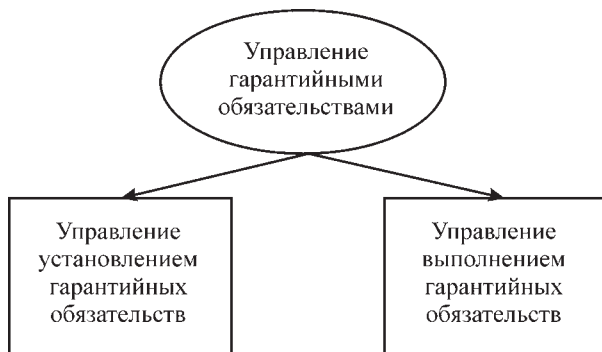 Управление
гарантийными
обязательствами
Управление
установлением
гарантийных
обязательств
Управление
выполнением
гарантийных
обязательств